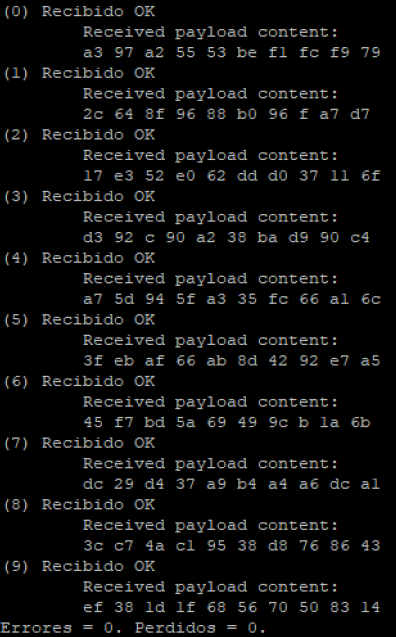 (0) Recibido OK
Received payload content:
a3 97 a2 55 53 be f1 fc f9 79
(1) Recibido OK
Received payload content:
2c 64 8f 96 88 b0 96 f a7 d7
(2) Recibido OK
Received payload content:
17 e3 52 e0 62 dd d0 37 11 6f
(3) Recibido OK
Received payload content:
d3 92 c 90 a2 38 ba d9 90 c4
(4) Recibido OK
Received payload content:
a7 5d 94 5f a3 35 fc 66 a1 6c
(5) Recibido OK
Received payload content:
3f eb af 66 ab 8d 42 92 e7 a5
(6) Recibido OK
Received payload content:
45 f7 bd 5a 69 49 9c b 1a 6b
(7) Recibido OK
Received payload content:
dc 29 d4 37 a9 b4 a4 a6 dc a1
(8) Recibido OK
Received payload content:
3c c7 4a c1 95 38 d8 76 86 43
(9) Recibido OK
Received payload content:
ef 38 1d 1f 68 56 70 50 83 14
Errores = 0. Perdidos = 0.